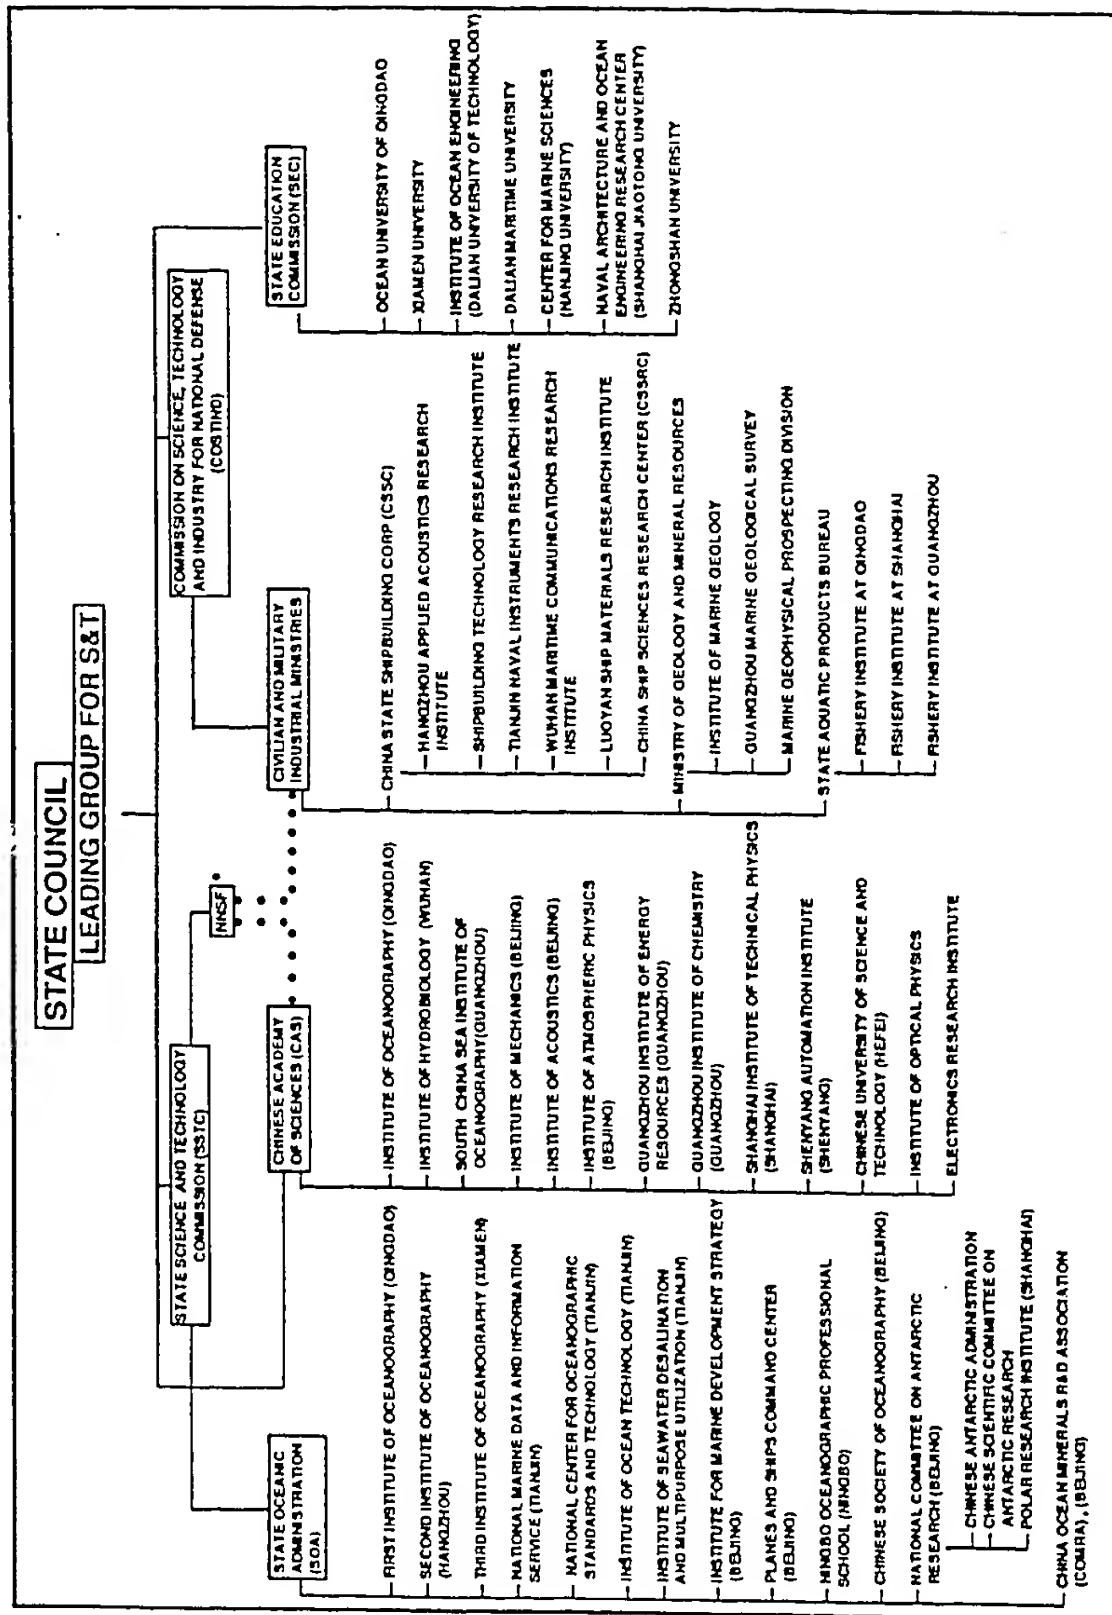 STATE COUNCIL
LEADING GROUP FOR S&T
STATE SCIENCE AND TECHNOLOGY
COMMISSION (SSTC)
NNSF *
COMMISSION ON SCIENCE, TECHNOLOGY
AND INDUSTRY FOR NATIONAL DEFENSE
(COSTIND)
STATE OCEANIC
ADMINISTRATION
(SOA)
FIRST INSTITUTE OF OCEANOGRAPHY (QINGDAO)
SECOND INSTITUTE OF OCEANOGRAPHY
(HANGZHOU)
THIRD INSTITUTE OF OCEANOGRAPHY (XIAMEN)
NATIONAL MARINE DATA AND INFORMATION
SERVICE (TIANJIN)
NATIONAL CENTER FOR OCEANOGRAPHIC
STANDARDS AND TECHNOLOGY (TIANJIN)
INSTITUTE OF OCEAN TECHNOLOGY (TIANJIN)
INSTITUTE OF SEAWATER DESALINATION
AND MULTIPURPOSE UTILIZATION (TIANJIN)
INSTITUTE FOR MARINE DEVELOPMENT STRATEGY
(BEIJING)
PLANES AND SHIPS COMMAND CENTER
(BEIJING)
NINGBO OCEANOGRAPHIC PROFESSIONAL
SCHOOL (NINGBO)
CHINESE SOCIETY OF OCEANOGRAPHY (BEIJING)
NATIONAL COMMITTEE ON ANTARCTIC
RESEARCH (BEIJING)
CHINESE ANTARCTIC ADMINISTRATION
CHINESE SCIENTIFIC COMMITTEE ON
ANTARCTIC RESEARCH
POLAR RESEARCH INSTITUTE (SHANGHAI)
CHINA OCEAN MINERALS R&D ASSOCIATION
(COMRA), (BEIJING)
CHINESE ACADEMY
OF SCIENCES (CAS)
INSTITUTE OF OCEANOGRAPHY (QINGDAO)
INSTITUTE OF HYDROBIOLOGY (WUHAN)
SOUTH CHINA SEA INSTITUTE OF
OCEANOGRAPHY (GUANGZHOU)
INSTITUTE OF MECHANICS (BEIJING)
INSTITUTE OF ACOUSTICS (BEIJING)
INSTITUTE OF ATMOSPHERIC PHYSICS
(BEIJING)
GUANGZHOU INSTITUTE OF ENERGY
RESOURCES (GUANGZHOU)
GUANGZHOU INSTITUTE OF CHEMISTRY
(GUANGZHOU)
SHANGHAI INSTITUTE OF TECHNICAL PHYSICS
(SHANGHAI)
SHENYANG AUTOMATION INSTITUTE
(SHENYANG)
CHINESE UNIVERSITY OF SCIENCE AND
TECHNOLOGY (HEFEI)
INSTITUTE OF OPTICAL PHYSICS
ELECTRONICS RESEARCH INSTITUTE
CIVILIAN AND MILITARY
INDUSTRIAL MINISTRIES
CHINA STATE SHIPBUILDING CORP (CSSC)
HANGZHOU APPLIED ACOUSTICS RESEARCH
INSTITUTE
SHIPBUILDING TECHNOLOGY RESEARCH INSTITUTE
TIANJIN NAVAL INSTRUMENTS RESEARCH INSTITUTE
WUHAN MARITIME COMMUNICATIONS RESEARCH
INSTITUTE
LUOYAN SHIP MATERIALS RESEARCH INSTITUTE
CHINA SHIP SCIENCES RESEARCH CENTER (CSSRC)
MINISTRY OF GEOLOGY AND MINERAL RESOURCES
INSTITUTE OF MARINE GEOLOGY
GUANGZHOU MARINE GEOLOGICAL SURVEY
MARINE GEOPHYSICAL PROSPECTING DIVISION
STATE AQUATIC PRODUCTS BUREAU
FISHERY INSTITUTE AT QINGDAO
FISHERY INSTITUTE AT SHANGHAI
FISHERY INSTITUTE AT GUANGZHOU
STATE EDUCATION
COMMISSION (SEC)
OCEAN UNIVERSITY OF QINGDAO
XIAMEN UNIVERSITY
INSTITUTE OF OCEAN ENGINEERING
(DALIAN UNIVERSITY OF TECHNOLOGY)
DALIAN MARITIME UNIVERSITY
CENTER FOR MARINE SCIENCES
(NANJING UNIVERSITY)
NAVAL ARCHITECTURE AND OCEAN
ENGINEERING RESEARCH CENTER
(SHANGHAI JIAOTONG UNIVERSITY)
ZHONGSHAN UNIVERSITY